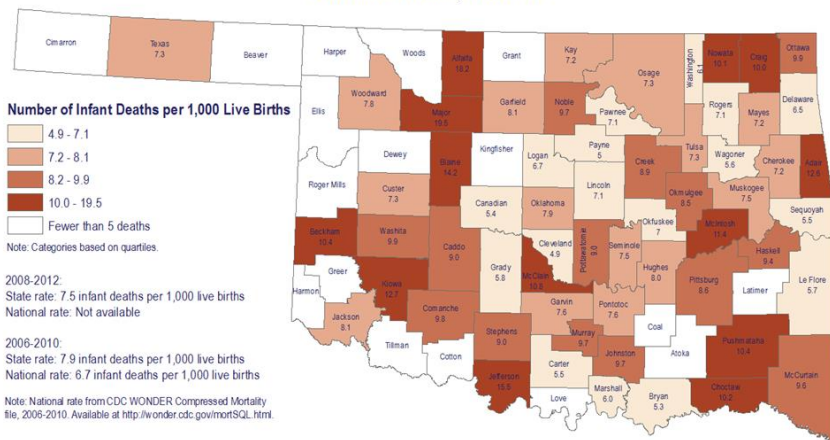 Cimarron
Texas
7.3
Beaver
Harper
Woods
Alfalfa
Grant
Kay
7.2
Osage
7.3
Washington
6.1
Nowata
10.1
Craig
10.0
Ottawa
9.9
Ellis
Woodward
7.8
Major
Garfield
8.1
Noble
9.7
Pawnee
7.1
Rogers
7.1
Mayes
7.2
Delaware
6.5
Number of Infant Deaths per 1,000 Live Births
4.9 - 7.1
7.2 - 8.1
8.2 - 9.9
10.0 - 19.5
Fewer than 5 deaths
Note: Categories based on quartiles.
Dewey
Blaine
14.2
Kingfisher
Logan
6.7
Payne
5
Creek
8.9
Tulsa
7.3
Wagoner
5.6
Cherokee
7.2
Adair
12.6
Roger Mills
Custer
7.3
Canadian
5.4
Oklahoma
7.9
Lincoln
7.1
Okmulgee
8.5
Muskogee
7.5
Sequoyah
5.5
Beckham
10.4
Washita
9.9
Caddo
9.0
Grady
5.8
Cleveland
4.9
Pottawatomie
9.0
Seminole
7.5
Okfuskee
7
McIntosh
11.4
Haskell
9.4
2008-2012:
State rate: 7.5 infant deaths per 1,000 live births
National rate: Not available
Greer
Harmon
Kiowa
12.7
McClain
Hughes
8.0
Pittsburg
8.6
Latimer
Le Flore
5.7
Jackson
8.1
Comanche
9.8
Garvin
7.6
Pontotoc
7.6
Coal
2006-2010:
State rate: 7.9 infant deaths per 1,000 live births
National rate: 6.7 infant deaths per 1,000 live births
Tillman
Cotton
Stephens
9.0
Murray
9.7
Johnston
9.7
Atoka
Pushmataha
10.4
McCurtain
9.6
Jefferson
Carter
5.5
Love
Marshall
6.0
Bryan
5.3
Choctaw
10.2
Note: National rate from CDC WONDER Compressed Mortality
file, 2006-2010. Available at http://wonder.cdc.gov/mortSQL.html.